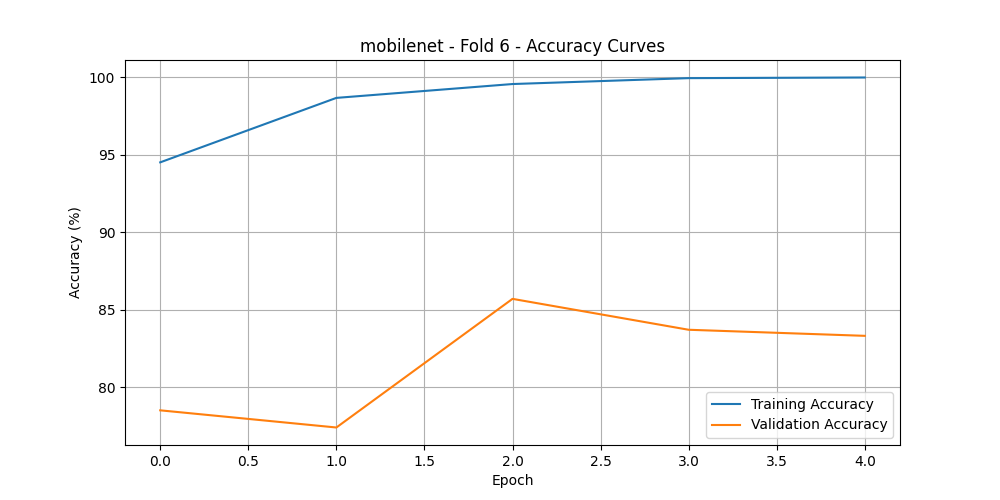 mobilenet - Fold 6 - Accuracy Curves
Accuracy (%)
100
95
90
85
80
0.0 0.5 1.0 1.5 2.0 2.5 3.0 3.5 4.0
Epoch
Training Accuracy
Validation Accuracy